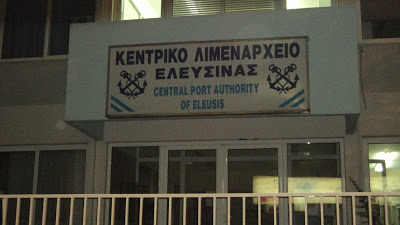 ΚΕΝΤΡΙΚΟ ΛΙΜΕΝΑΡΧΕΙΟ
ΕΛΕΥΣΙΝΑΣ
CENTRAL PORT AUTHORITY
OF ELEUSIS